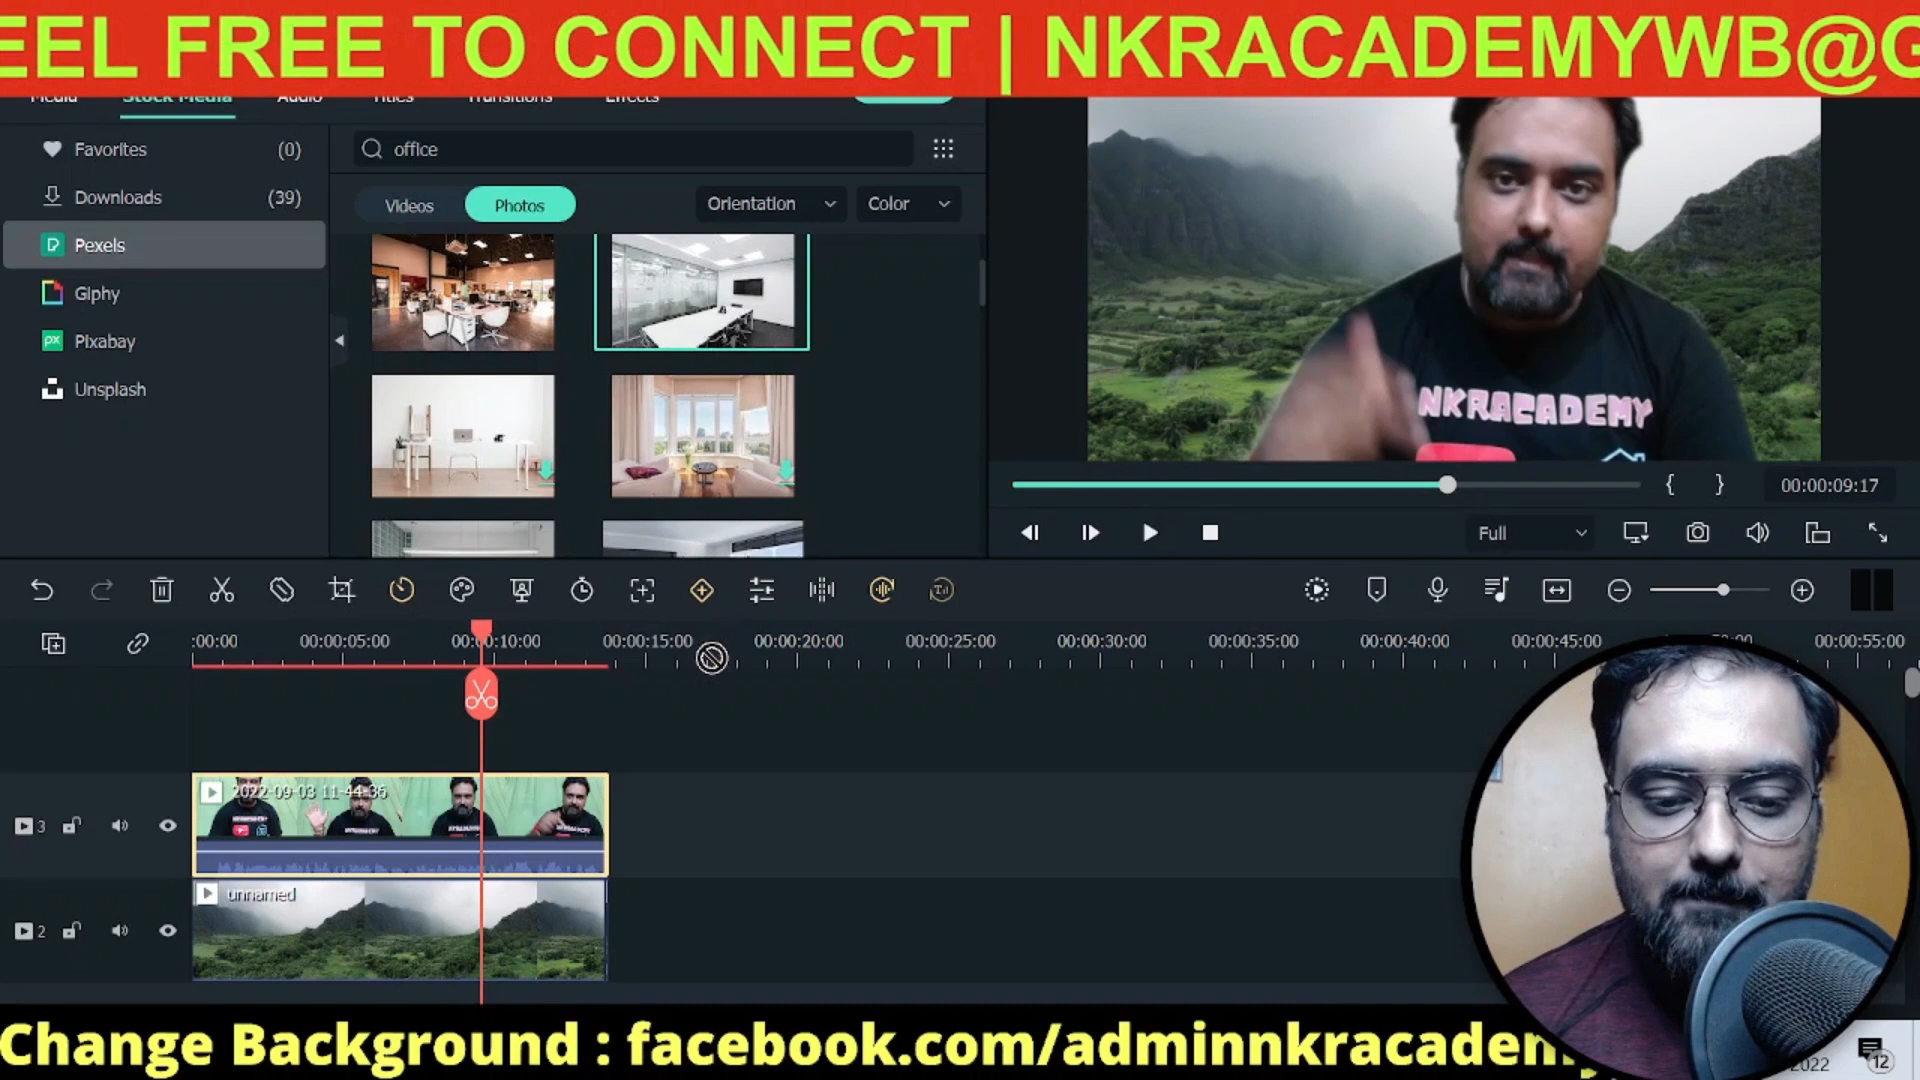 EEL FREE TO CONNECT | NKRACADEMYWB@G
Media Stock Media Audio Titles Transitions Effects
Favorites (0)
office
Downloads (39)
Videos Photos Orientation Color
Pexels
Giphy
Pixabay
Unsplash
NKRACADEMY
00:00:09:17
Full
:00:00 00:00:05:00 00:00:10:00 00:00:15:00 00:00:20:00 00:00:25:00 00:00:30:00 00:00:35:00 00:00:40:00 00:00:45:00 00:00:55:00
2022-09-03 11-44-36
3
unnamed
2
Change Background : facebook.com/adminnkracadem
2022
12